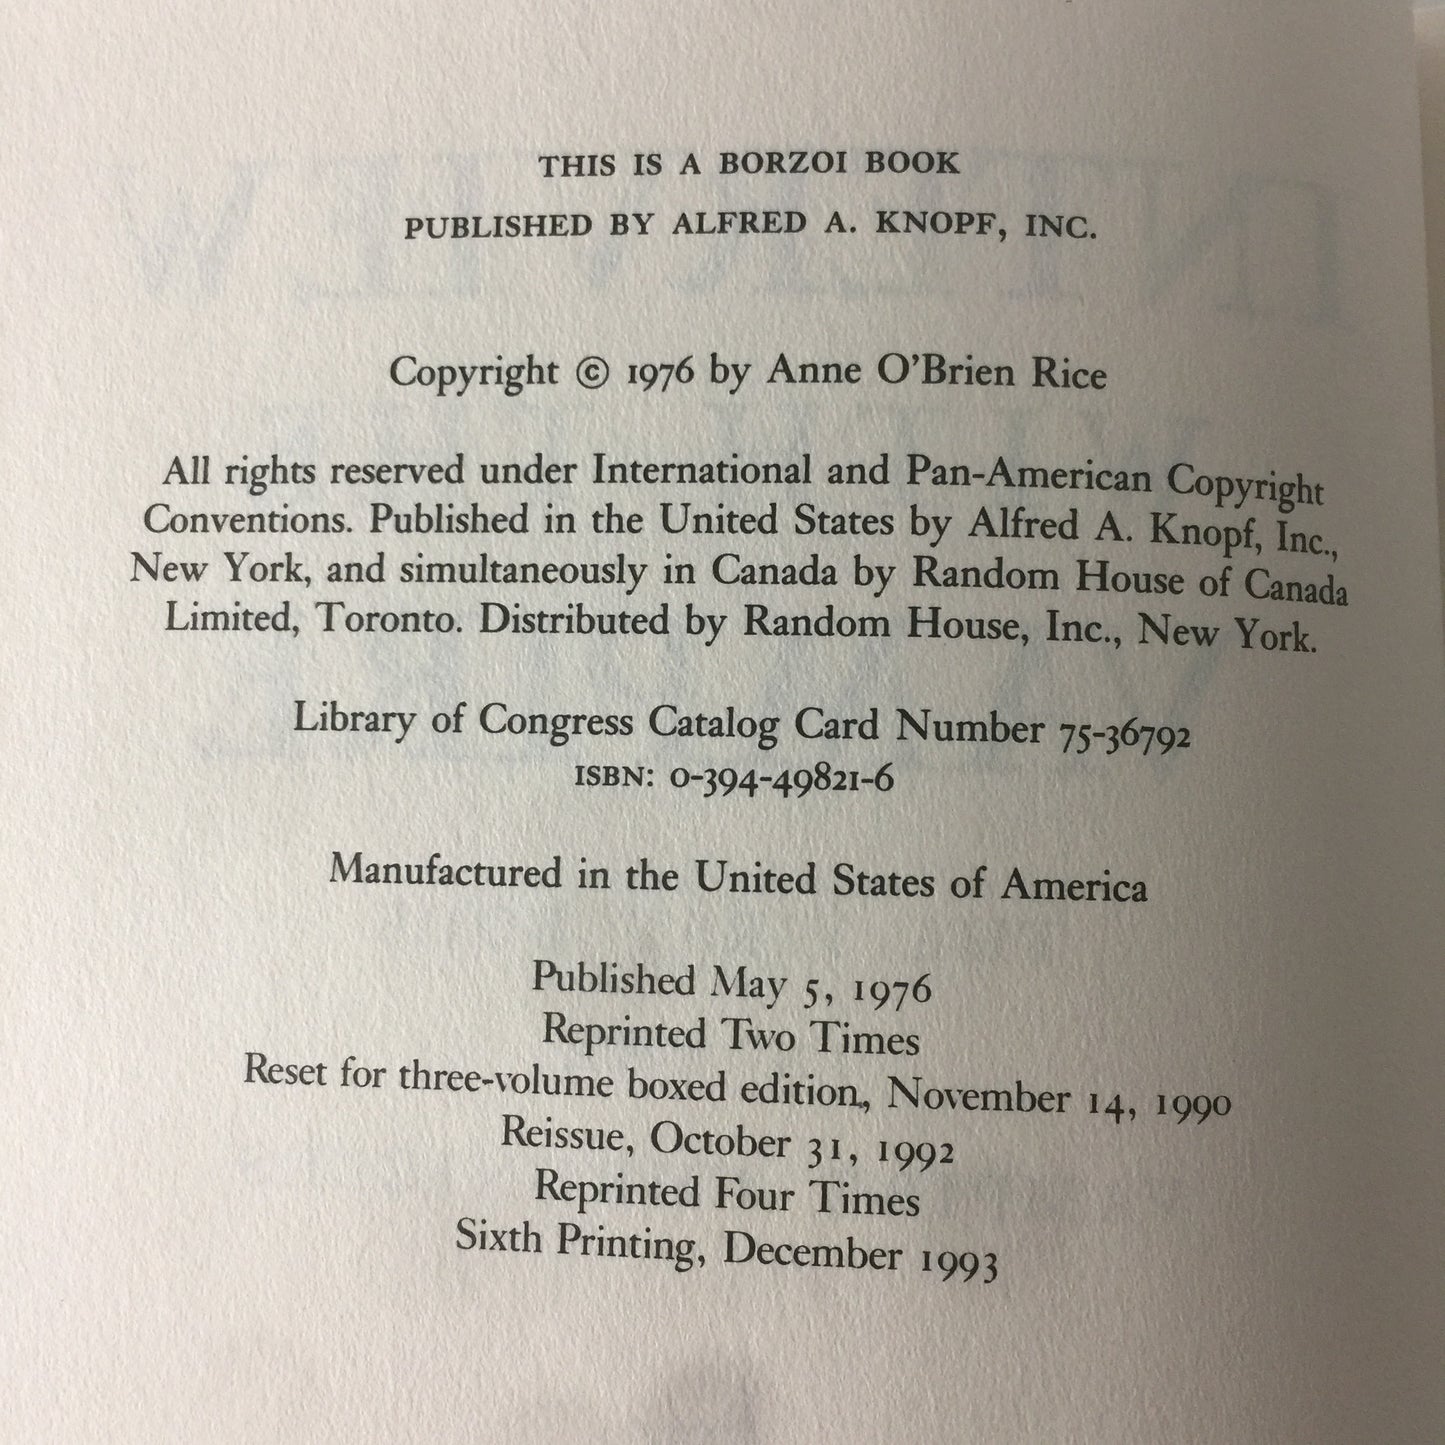 THIS IS A BORZOI BOOK
PUBLISHED BY ALFRED A. KNOPF, INC.
Copyright © 1976 by Anne O'Brien Rice
All rights reserved under International and Pan-American Copyright
Conventions. Published in the United States by Alfred A. Knopf, Inc.,
New York, and simultaneously in Canada by Random House of Canada
Limited, Toronto. Distributed by Random House, Inc., New York.
Library of Congress Catalog Card Number 75-36792
ISBN: 0-394-49821-6
Manufactured in the United States of America
Published May 5, 1976
Reprinted Two Times
Reset for three-volume boxed edition, November 14, 1990
Reissue, October 31, 1992
Reprinted Four Times
Sixth Printing, December 1993